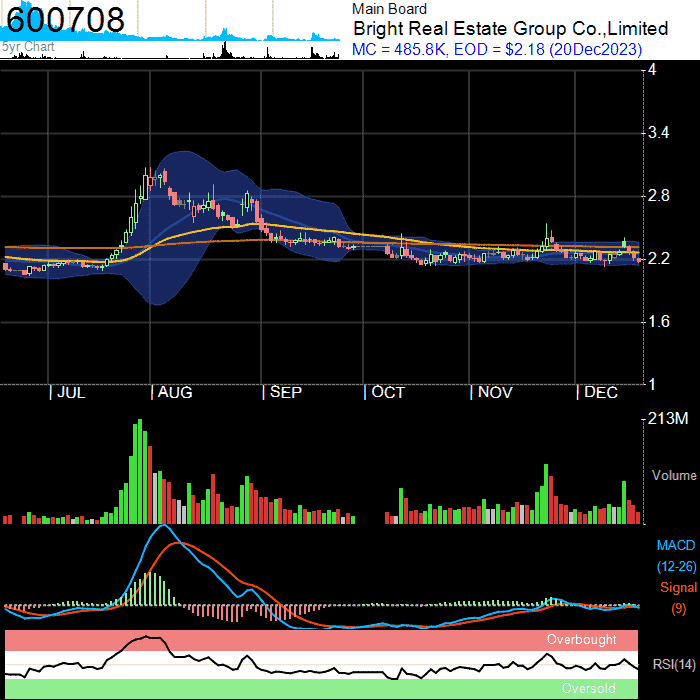 600708
5yr Chart
Main Board
Bright Real Estate Group Co.,Limited
MC = 485.8K, EOD = $2.18 (20Dec2023)
4
3.4
2.8
2.2
1.6
1
| JUL | AUG | SEP | OCT | NOV | DEC
213M
Volume
MACD
(12-26)
Signal
(9)
Overbought
RSI(14)
Oversold